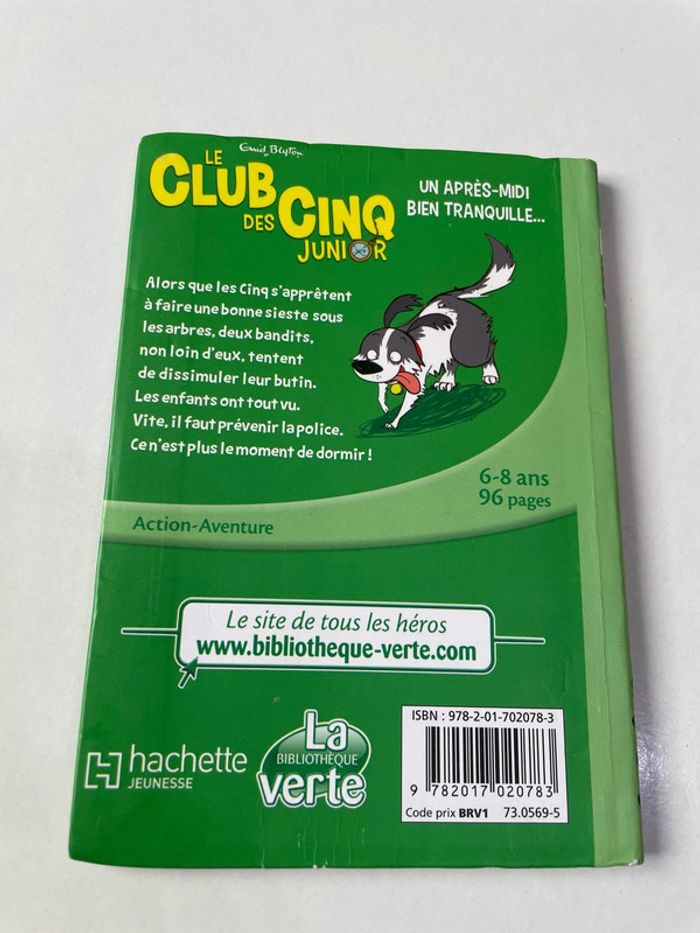 Enid Blyton
LE
CLUB
DES CINQ
JUNIOR
UN APRÈS-MIDI
BIEN TRANQUILLE...
Alors que les Cinq s'apprêtent
à faire une bonne sieste sous
les arbres, deux bandits,
non loin d'eux, tentent
de dissimuler leur butin.
Les enfants ont tout vu.
Vite, il faut prévenir la police.
Ce n'est plus le moment de dormir !
6-8 ans
96 pages
Action-Aventure
Le site de tous les héros
www.bibliotheque-verte.com
hachette
JEUNESSE
La
BIBLIOTHÈQUE
verte
ISBN : 978-2-01-702078-3
9 782017 020783
Code prix BRV1 73.0569-5